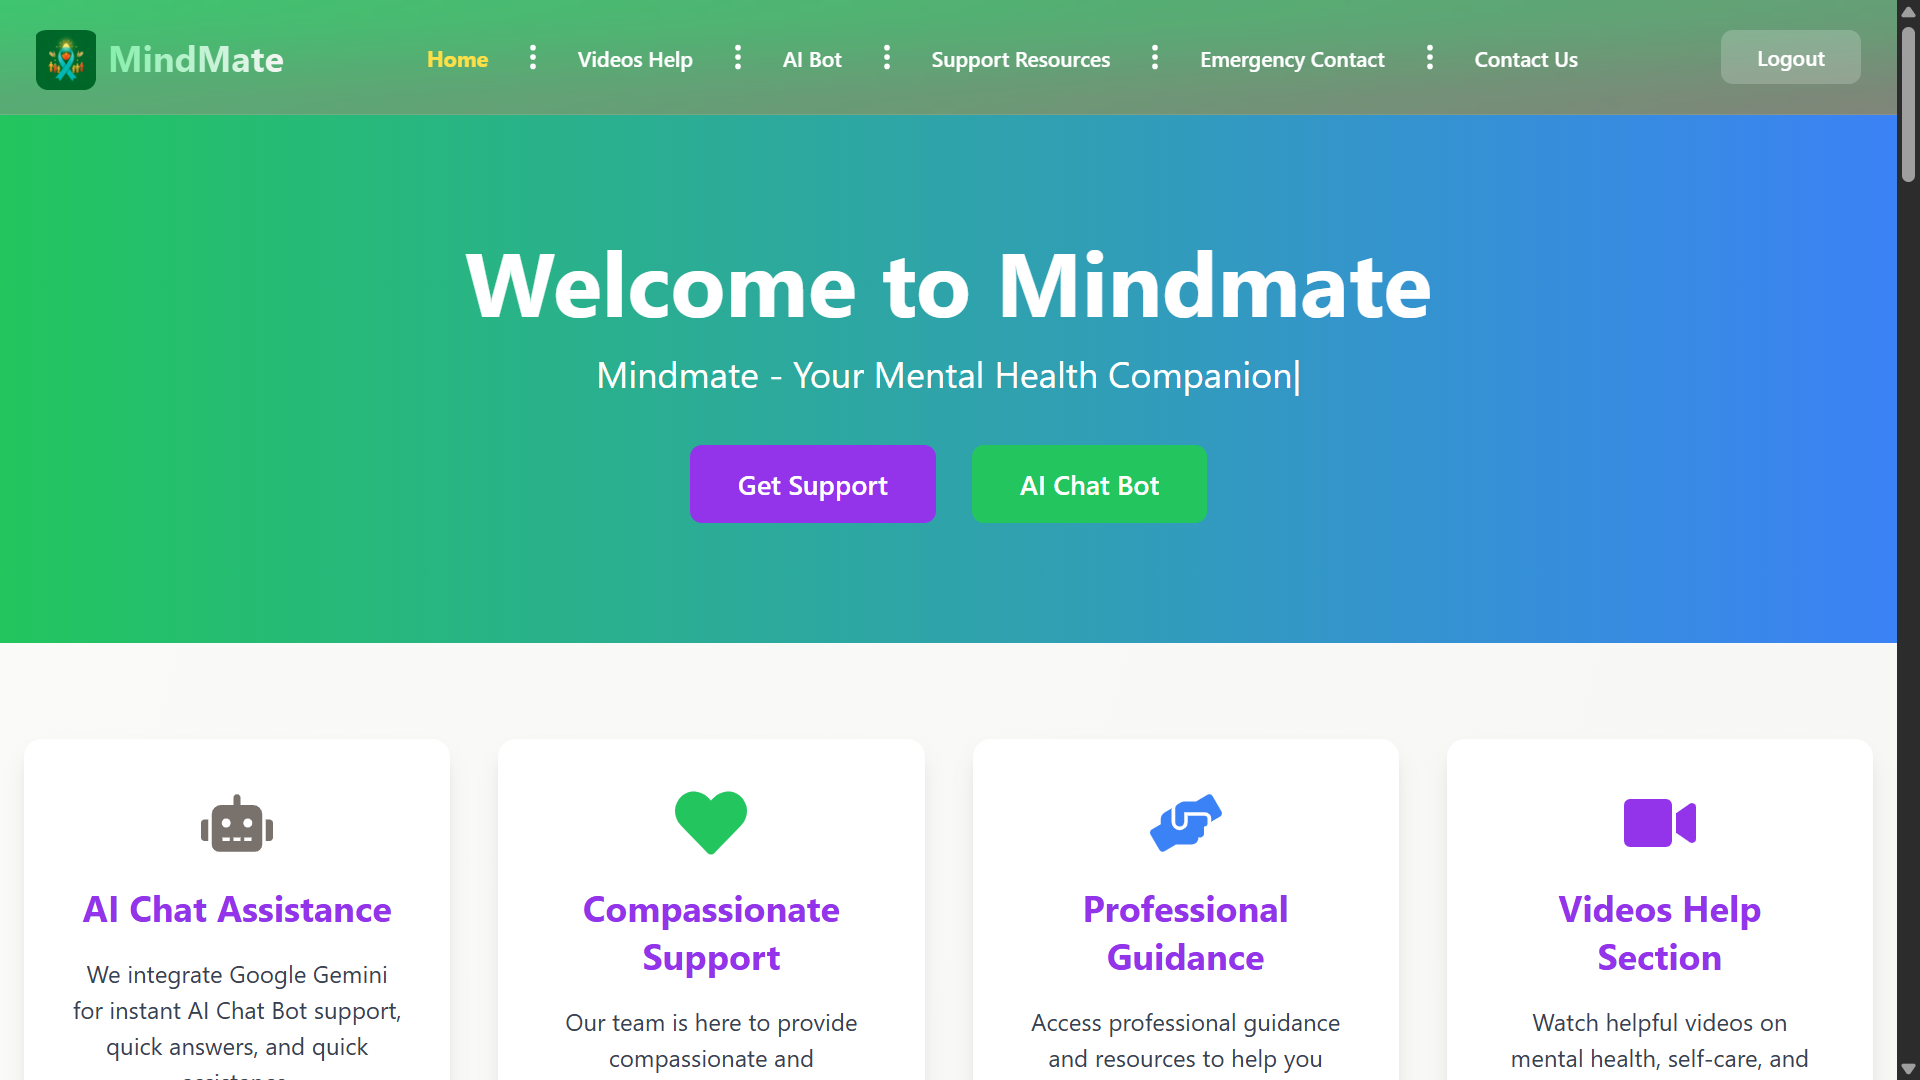 MindMate
Home
Videos Help
AI Bot
Support Resources
Emergency Contact
Contact Us
Logout
Welcome to Mindmate
Mindmate - Your Mental Health Companion|
Get Support
AI Chat Bot
AI Chat Assistance
We integrate Google Gemini
for instant AI Chat Bot support,
quick answers, and quick
Compassionate
Support
Our team is here to provide
compassionate and
Professional
Guidance
Access professional guidance
and resources to help you
Videos Help
Section
Watch helpful videos on
mental health, self-care, and